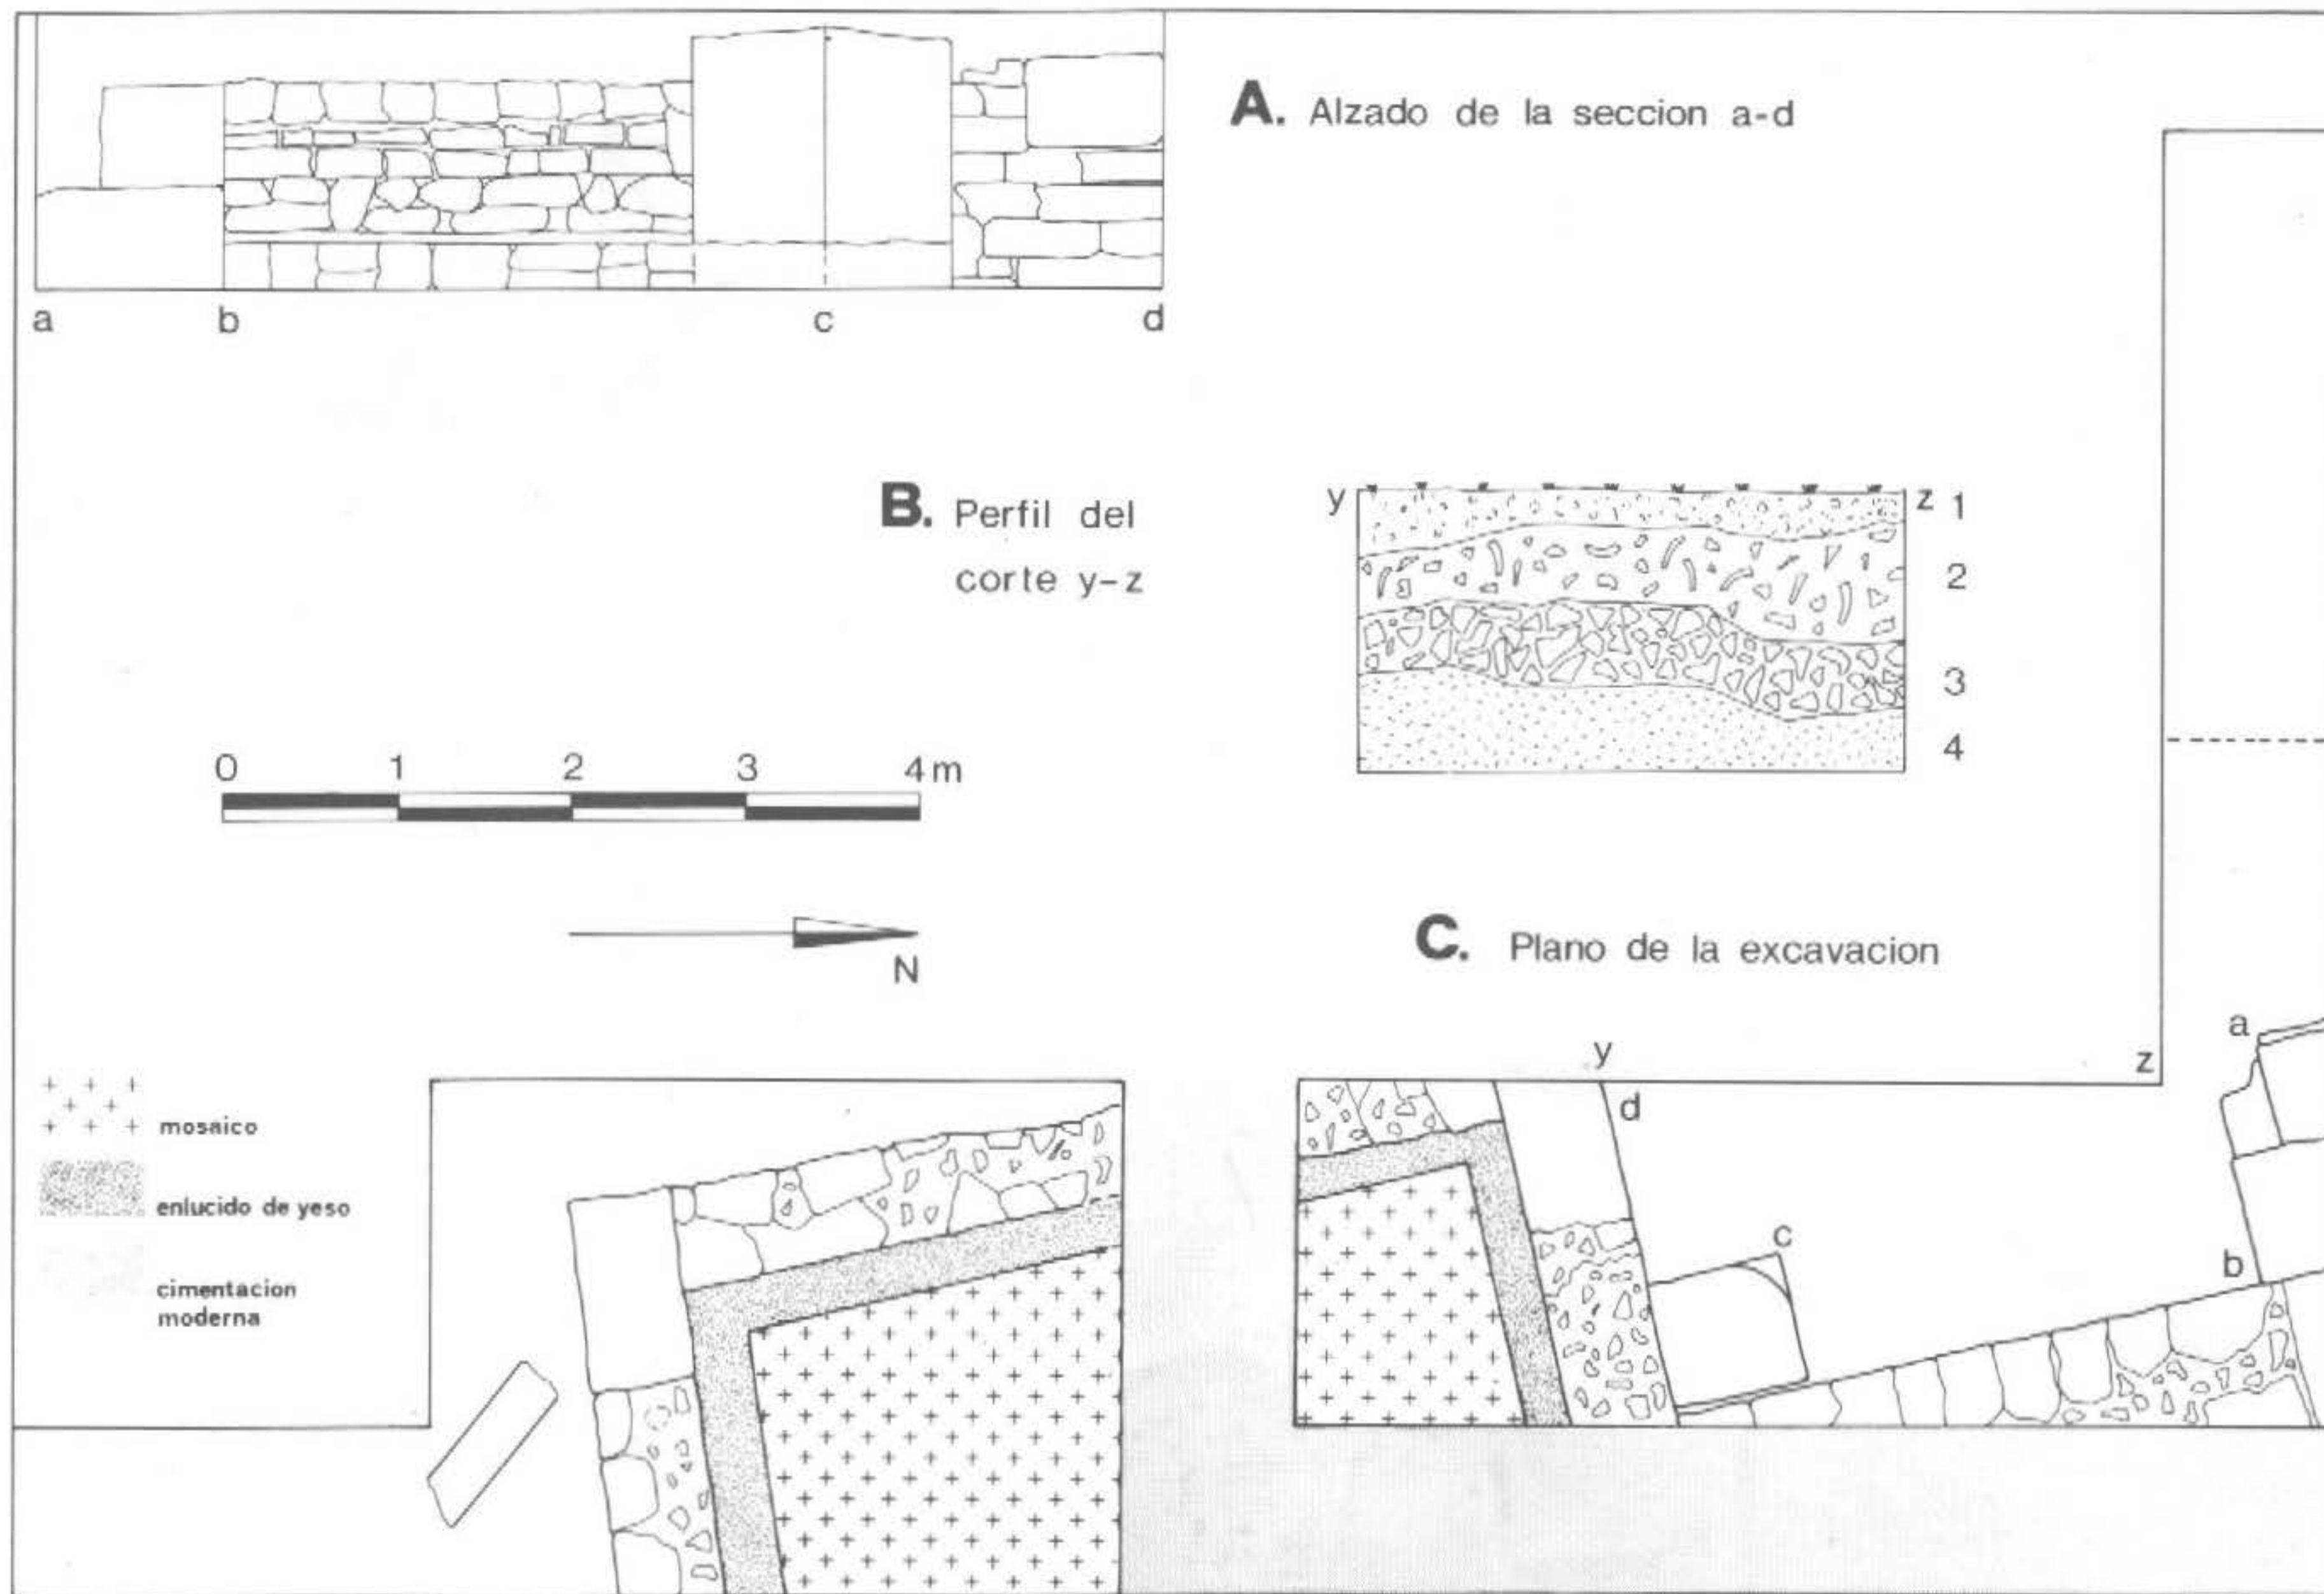 A. Alzado de la seccion a-d
a b c d
B. Perfil del
corte y-z
y z 1
2
3
4
0 1 2 3 4 m
N
C. Plano de la excavacion
mosaico
enlucido de yeso
cimentacion
moderna
y
z
a
d
c
b